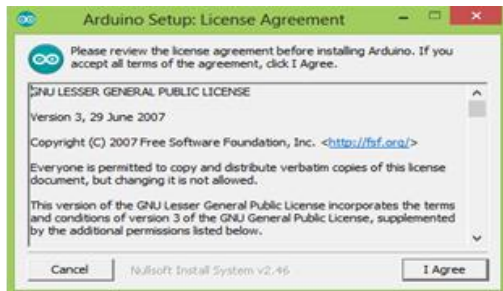 Arduino Setup: License Agreement
Please review the license agreement before installing Arduino. If you
accept all terms of the agreement, click I Agree.
GNU LESSER GENERAL PUBLIC LICENSE
Version 3, 29 June 2007
Copyright (C) 2007 Free Software Foundation, Inc. <http://fsf.org/>
Everyone is permitted to copy and distribute verbatim copies of this license
document, but changing it is not allowed.
This version of the GNU Lesser General Public License incorporates the terms
and conditions of version 3 of the GNU General Public License, supplemented
by the additional permissions listed below.
Cancel Nullsoft Install System v2.46 I Agree